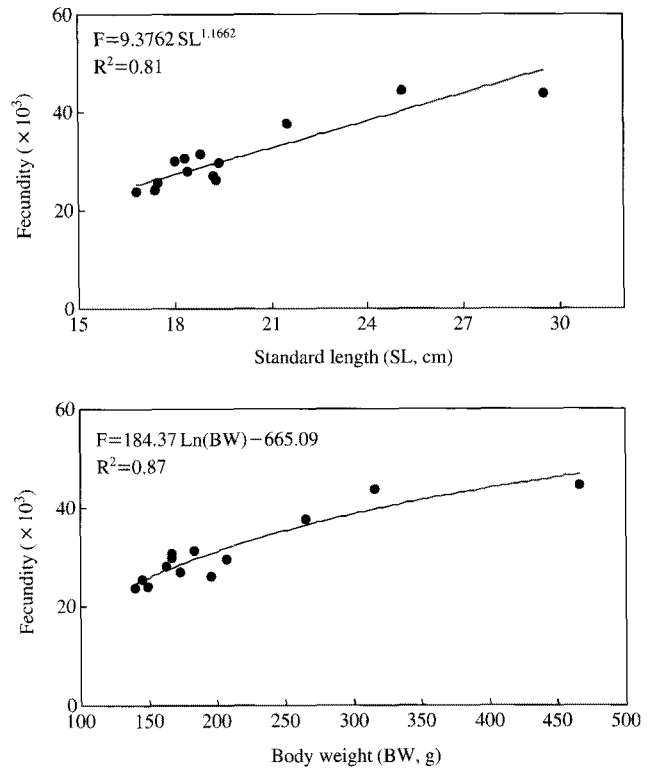 60
F=9.3762 SL^1.1662
R²=0.81
40
20
0
Fecundity (×10³)
15 18 21 24 27 30
Standard length (SL, cm)
60
F=184.37 Ln(BW)−665.09
R²=0.87
40
20
0
Fecundity (×10³)
100 150 200 250 300 350 400 450 500
Body weight (BW, g)